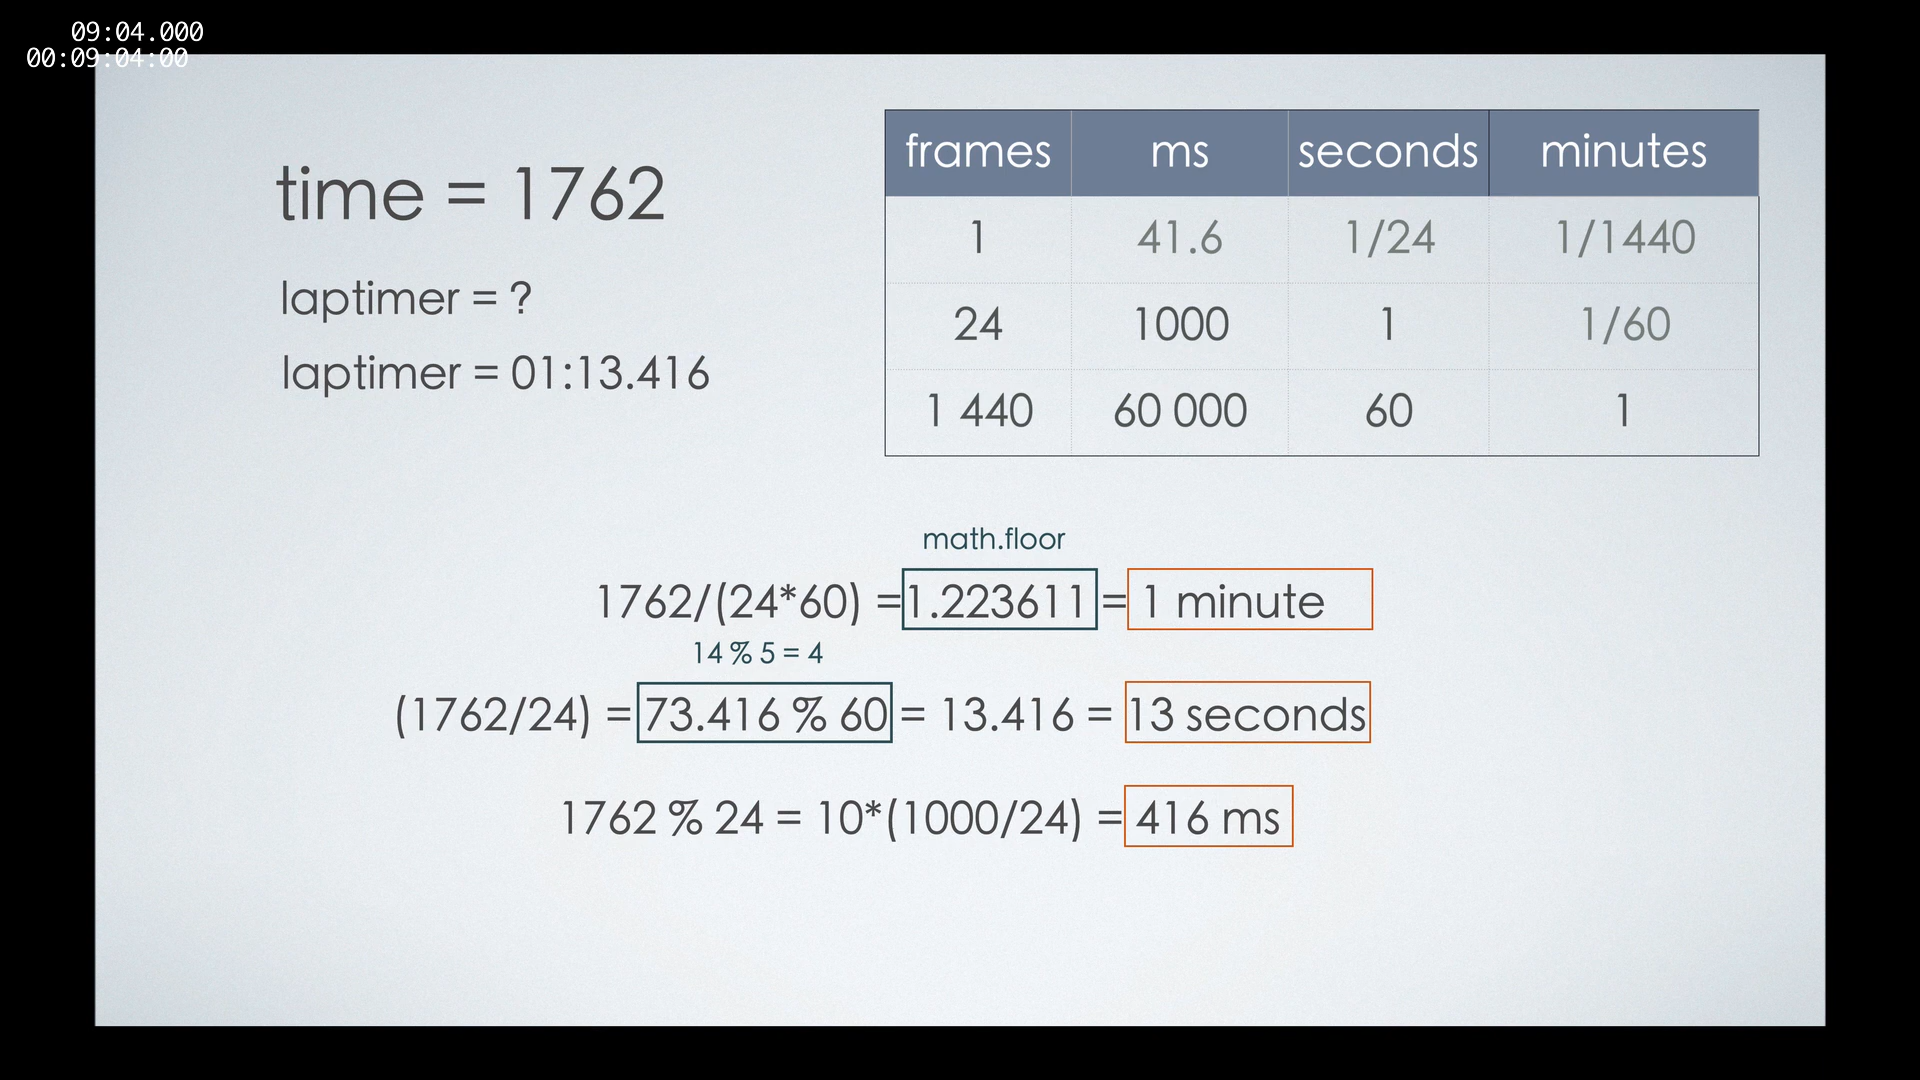 09:04.000
00:09:04:00
time = 1762
laptimer = ?
laptimer = 01:13.416
frames ms seconds minutes
1 41.6 1/24 1/1440
24 1000 1 1/60
1 440 60 000 60 1
math.floor
1762/(24*60) = 1.223611 = 1 minute
14 % 5 = 4
(1762/24) = 73.416 % 60 = 13.416 = 13 seconds
1762 % 24 = 10*(1000/24) = 416 ms